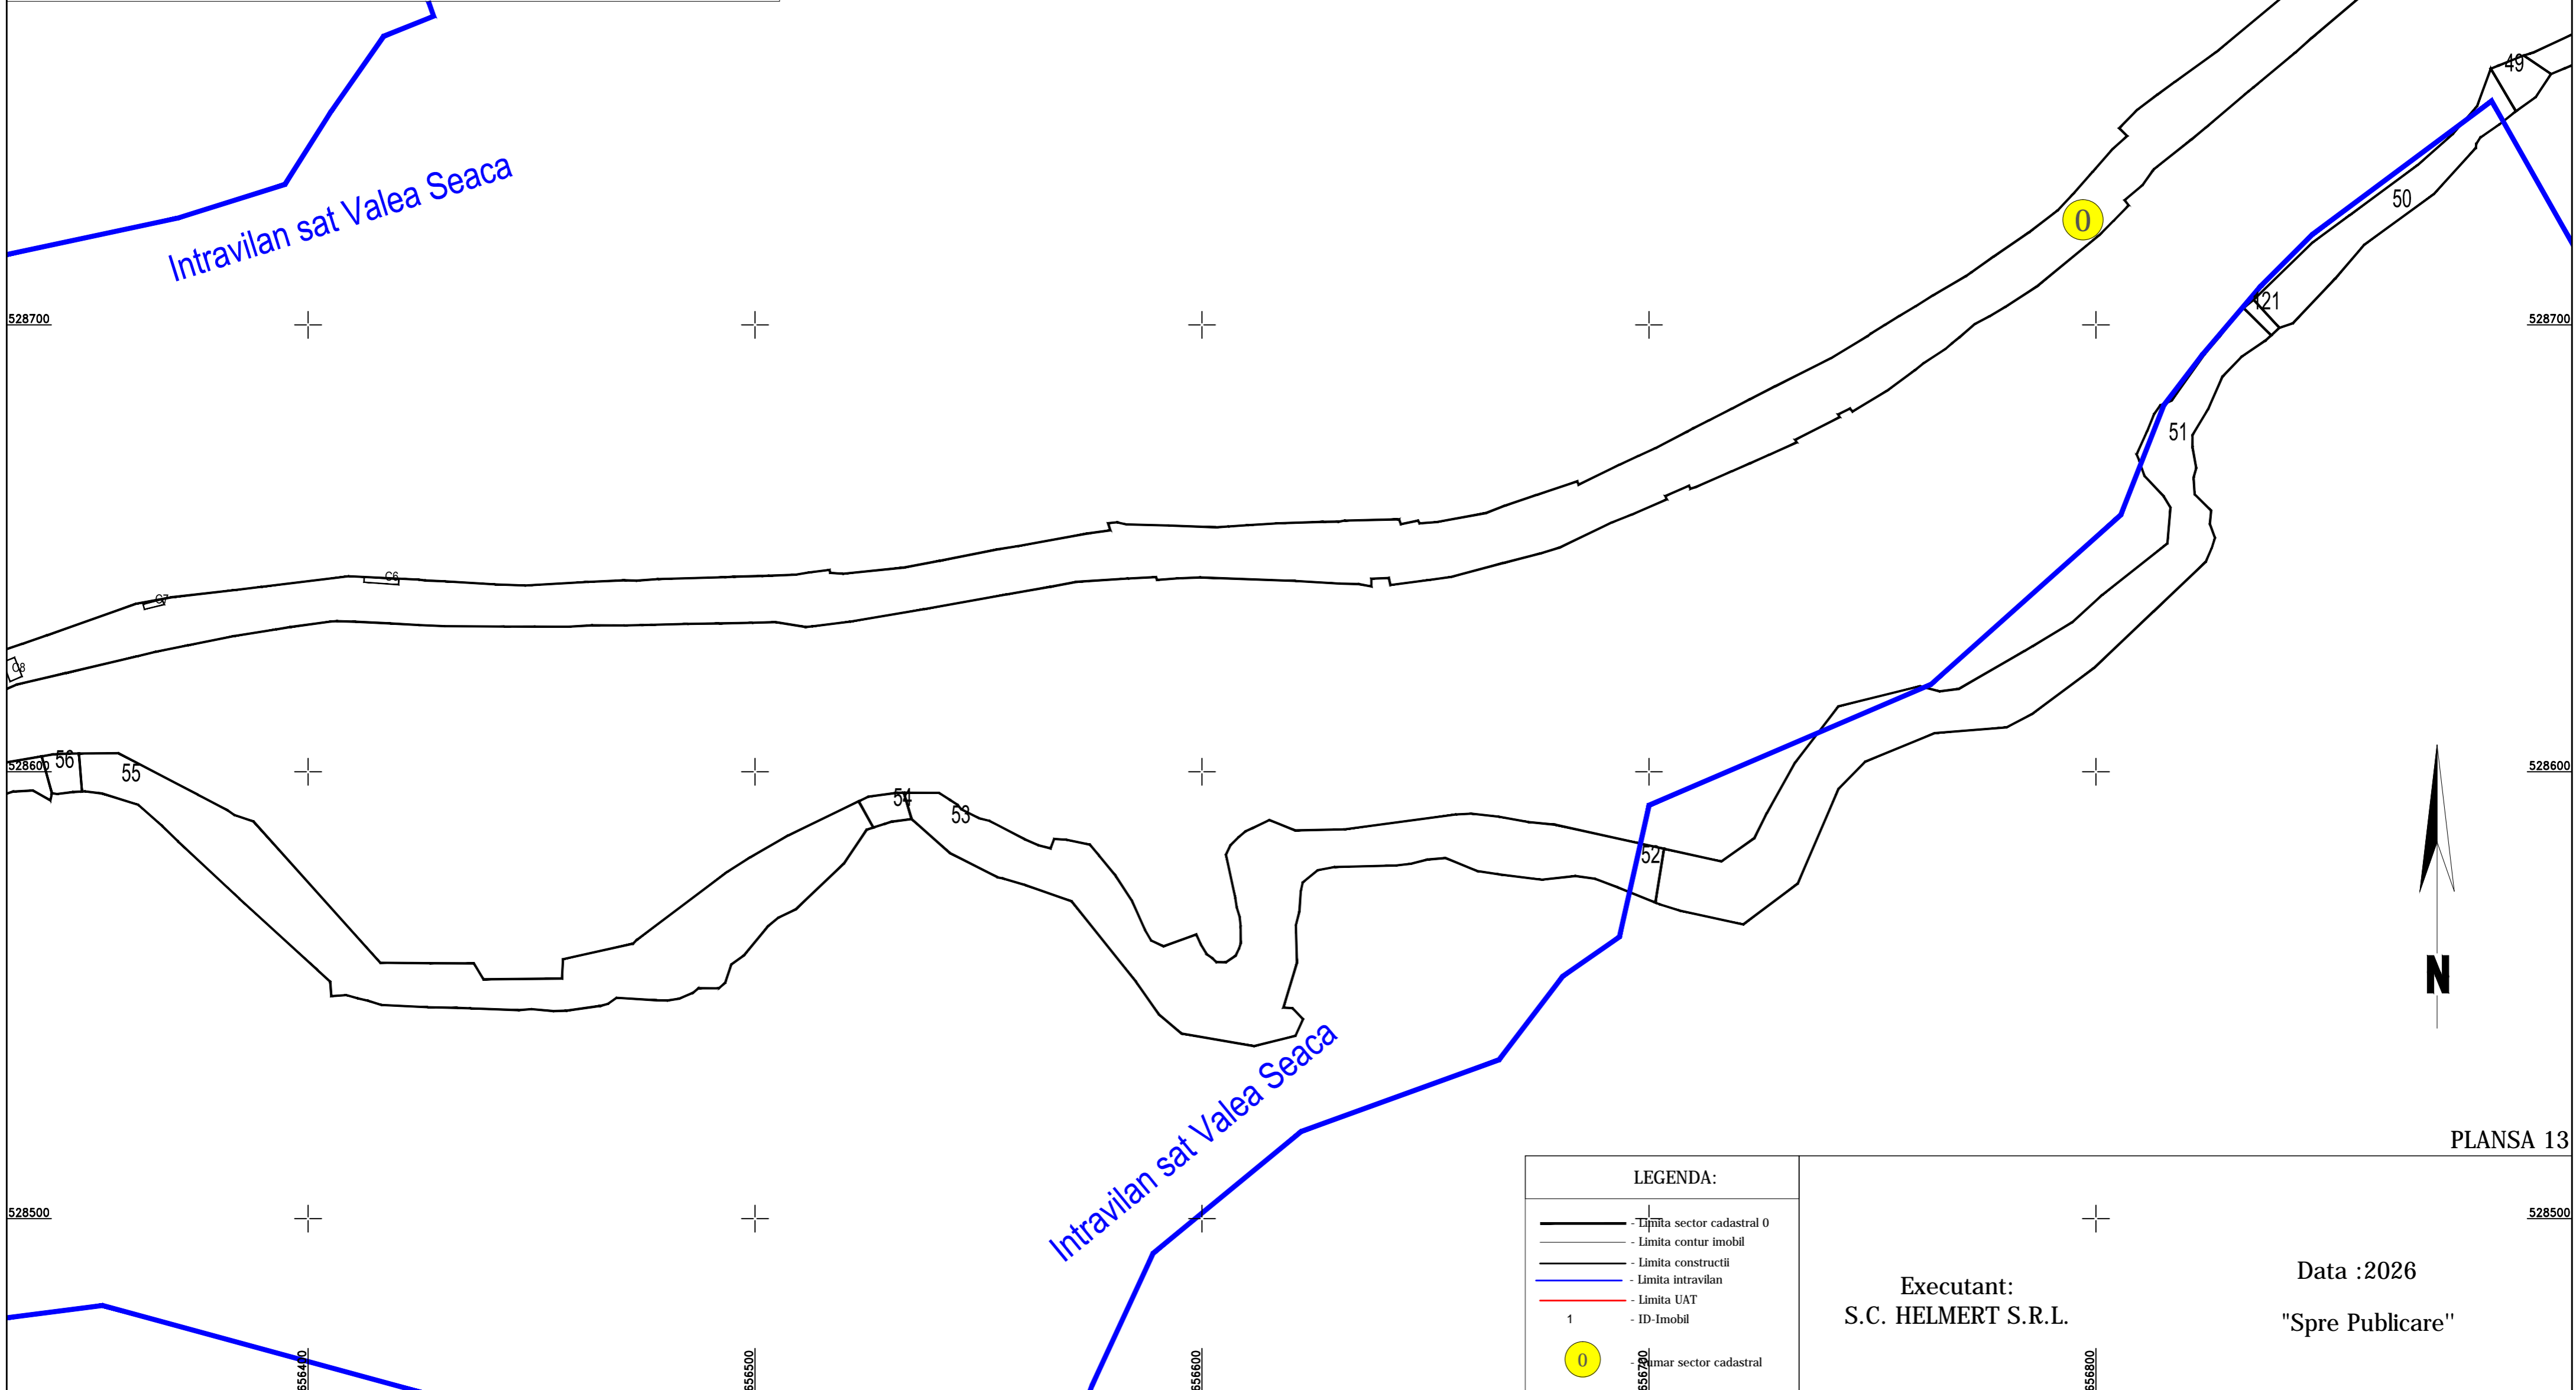 49
Intravilan sat Valea Seaca
50
0
121
528700
528700
51
C6
C7
C8
56
55
528600
528600
54
53
52
N
Intravilan sat Valea Seaca
PLANSA 13
LEGENDA:
528500
528500
- Limita sector cadastral 0
- Limita contur imobil
- Limita constructii
- Limita intravilan
- Limita UAT
1 - ID-Imobil
0 - Numar sector cadastral
Executant:
S.C. HELMERT S.R.L.
Data :2026
"Spre Publicare"
656400
656500
656600
656700
656800